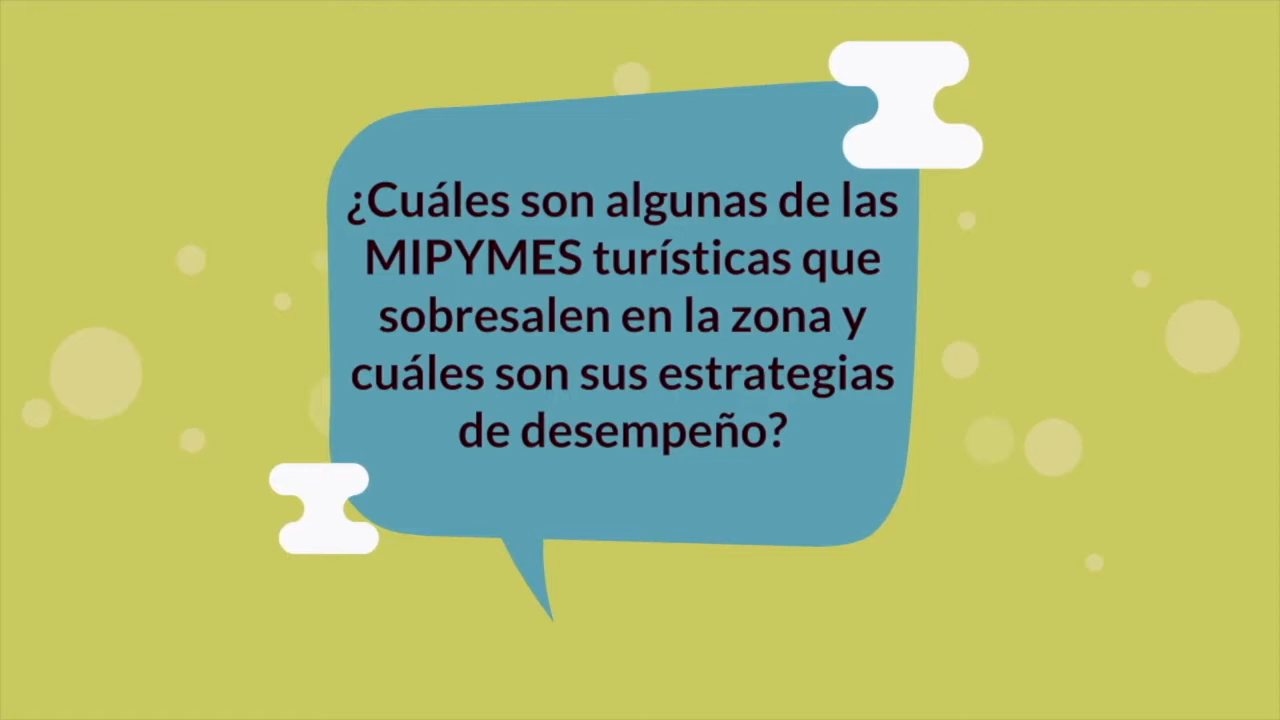 ¿Cuáles son algunas de las
MIPYMES turísticas que
sobresalen en la zona y
cuáles son sus estrategias
de desempeño?